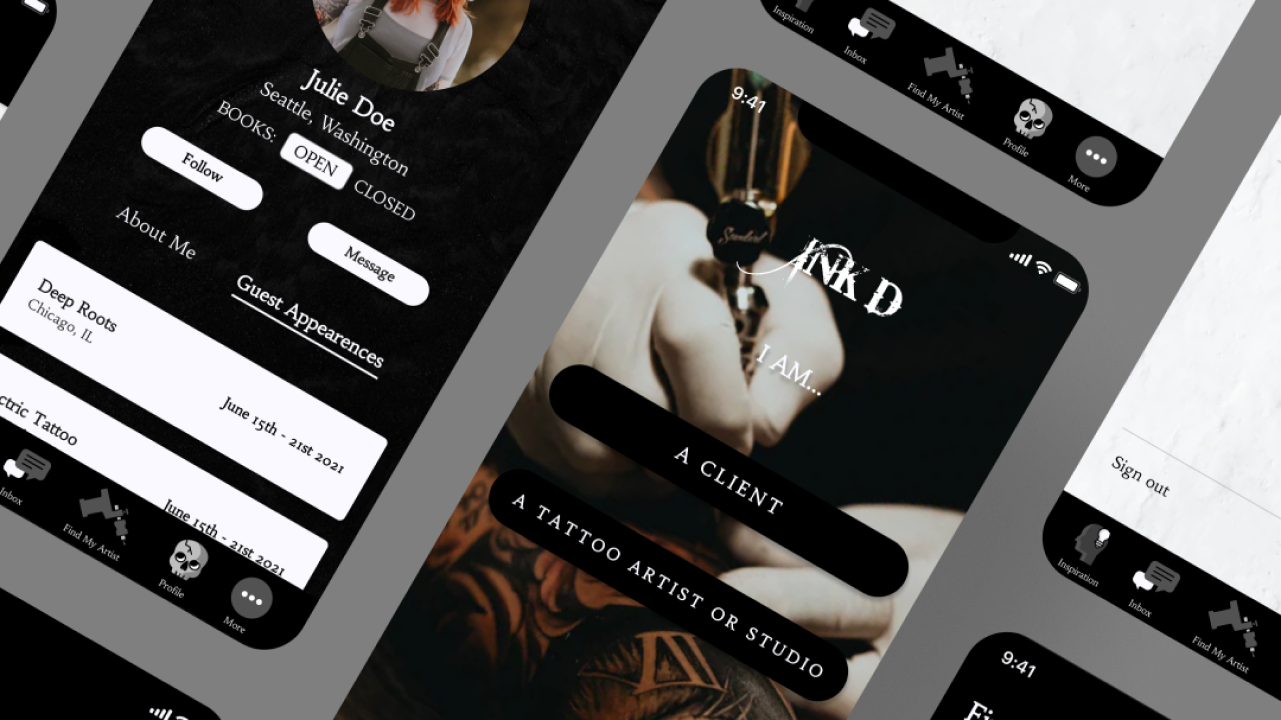 Julie Doe
Seattle, Washington
BOOKS: OPEN CLOSED
Follow
Message
About Me
Guest Appearences
Deep Roots
Chicago, IL
June 15th - 21st 2021
Tattoo
June 15th - 21st 2021
Inbox
Find My Artist
Profile
More
9:41
INK D
I AM...
A CLIENT
A TATTOO ARTIST OR STUDIO
Inspiration
Inbox
Find My Artist
Profile
More
Sign out
Inspiration
Inbox
Find My Artist
9:41